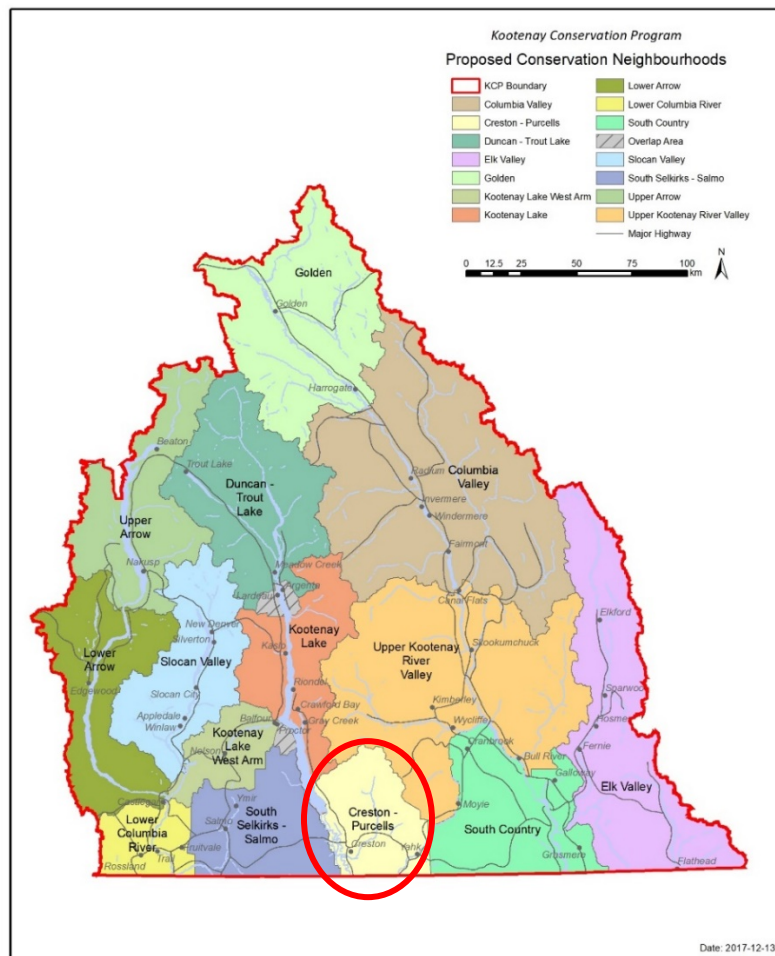 Kootenay Conservation Program
Proposed Conservation Neighbourhoods
KCP Boundary
Columbia Valley
Creston - Purcells
Duncan - Trout Lake
Elk Valley
Golden
Kootenay Lake West Arm
Kootenay Lake
Lower Arrow
Lower Columbia River
South Country
Overlap Area
Slocan Valley
South Selkirks - Salmo
Upper Arrow
Upper Kootenay River Valley
Major Highway
0 12.5 25 50 75 100
km
N
Golden
Golden
Harrogate
Beaton
Trout Lake
Duncan -
Trout
Lake
Radium
Columbia
Valley
Invermere
Windermere
Upper
Arrow
Fairmont
Nakusp
Meadow Creek
Argenta
Lardeau
Canal Flats
Elkford
New Denver
Silverton
Kootenay
Lake
Skookumchuck
Lower
Arrow
Slocan Valley
Kaslo
Upper Kootenay
River
Valley
Edgewood
Slocan City
Riondel
Sparwood
Crawford Bay
Kimberley
Appledale
Winlaw
Kootenay
Lake
West Arm
Balfour
Gray Creek
Proctor
Wycliffe
Hosmer
Cranbrook
Nelson
Bull River
Fernie
Galloway
Elk Valley
Castlegar
Ymir
Creston -
Purcells
Moyie
Lower
Columbia
River
Salmo
South
Selkirks -
Salmo
South Country
Fruitvale
Trail
Rossland
Creston
Yahk
Grasmere
Flathead
Date: 2017-12-13